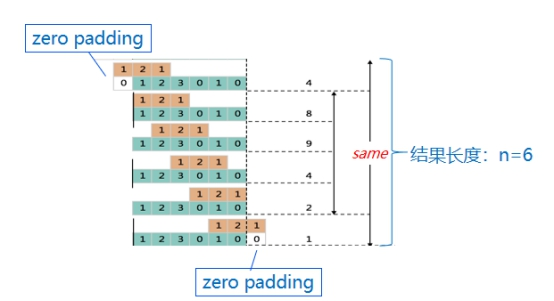 zero padding
1 2 1
0 1 2 3 0 1 0 4
1 2 1
1 2 3 0 1 0 8
1 2 1
1 2 3 0 1 0 9
same 结果长度：n=6
1 2 1
1 2 3 0 1 0 4
1 2 1
1 2 3 0 1 0 2
1 2 1
1 2 3 0 1 0 0 1
zero padding